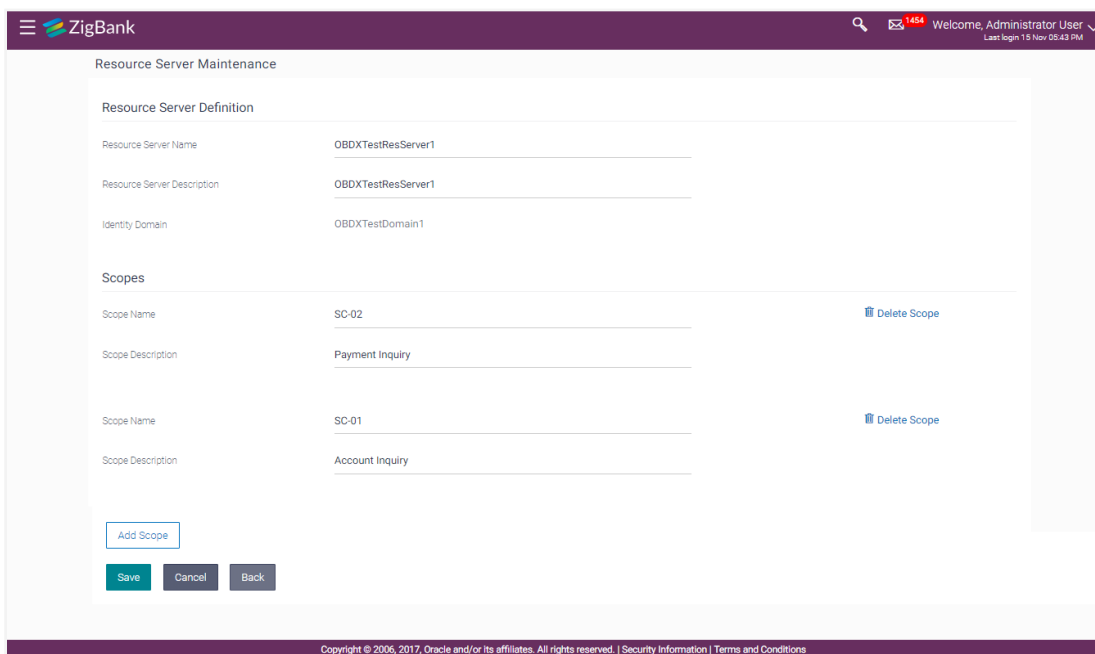 ZigBank
1454 Welcome, Administrator User
Last login 15 Nov 05:43 PM
Resource Server Maintenance
Resource Server Definition
Resource Server Name OBDXTestResServer1
Resource Server Description OBDXTestResServer1
Identity Domain OBDXTestDomain1
Scopes
Scope Name SC-02 Delete Scope
Scope Description Payment Inquiry
Scope Name SC-01 Delete Scope
Scope Description Account Inquiry
Add Scope
Save Cancel Back
Copyright © 2006, 2017, Oracle and/or its affiliates. All rights reserved. | Security Information | Terms and Conditions